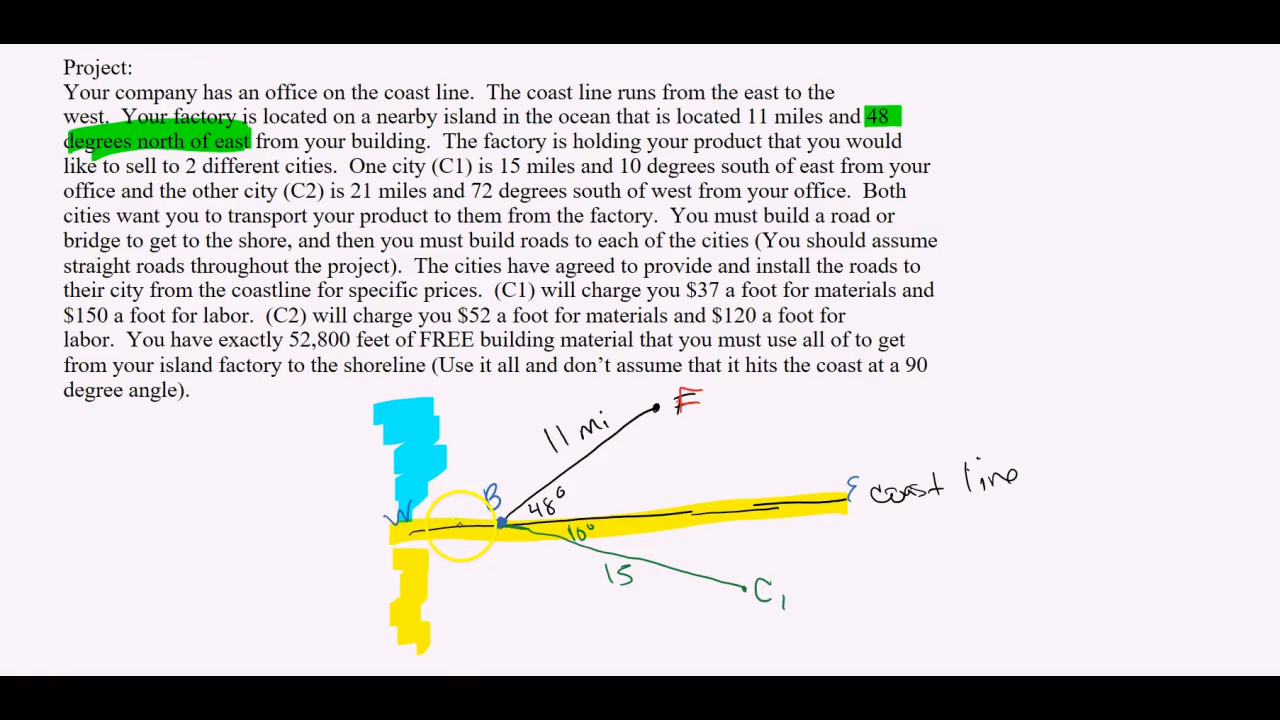 Project:
Your company has an office on the coast line. The coast line runs from the east to the
west. Your factory is located on a nearby island in the ocean that is located 11 miles and 48
degrees north of east from your building. The factory is holding your product that you would
like to sell to 2 different cities. One city (C1) is 15 miles and 10 degrees south of east from your
office and the other city (C2) is 21 miles and 72 degrees south of west from your office. Both
cities want you to transport your product to them from the factory. You must build a road or
bridge to get to the shore, and then you must build roads to each of the cities (You should assume
straight roads throughout the project). The cities have agreed to provide and install the roads to
their city from the coastline for specific prices. (C1) will charge you $37 a foot for materials and
$150 a foot for labor. (C2) will charge you $52 a foot for materials and $120 a foot for
labor. You have exactly 52,800 feet of FREE building material that you must use all of to get
from your island factory to the shoreline (Use it all and don't assume that it hits the coast at a 90
degree angle).
F
11 mi
coast line
E
B
48°
W
10°
15
C1